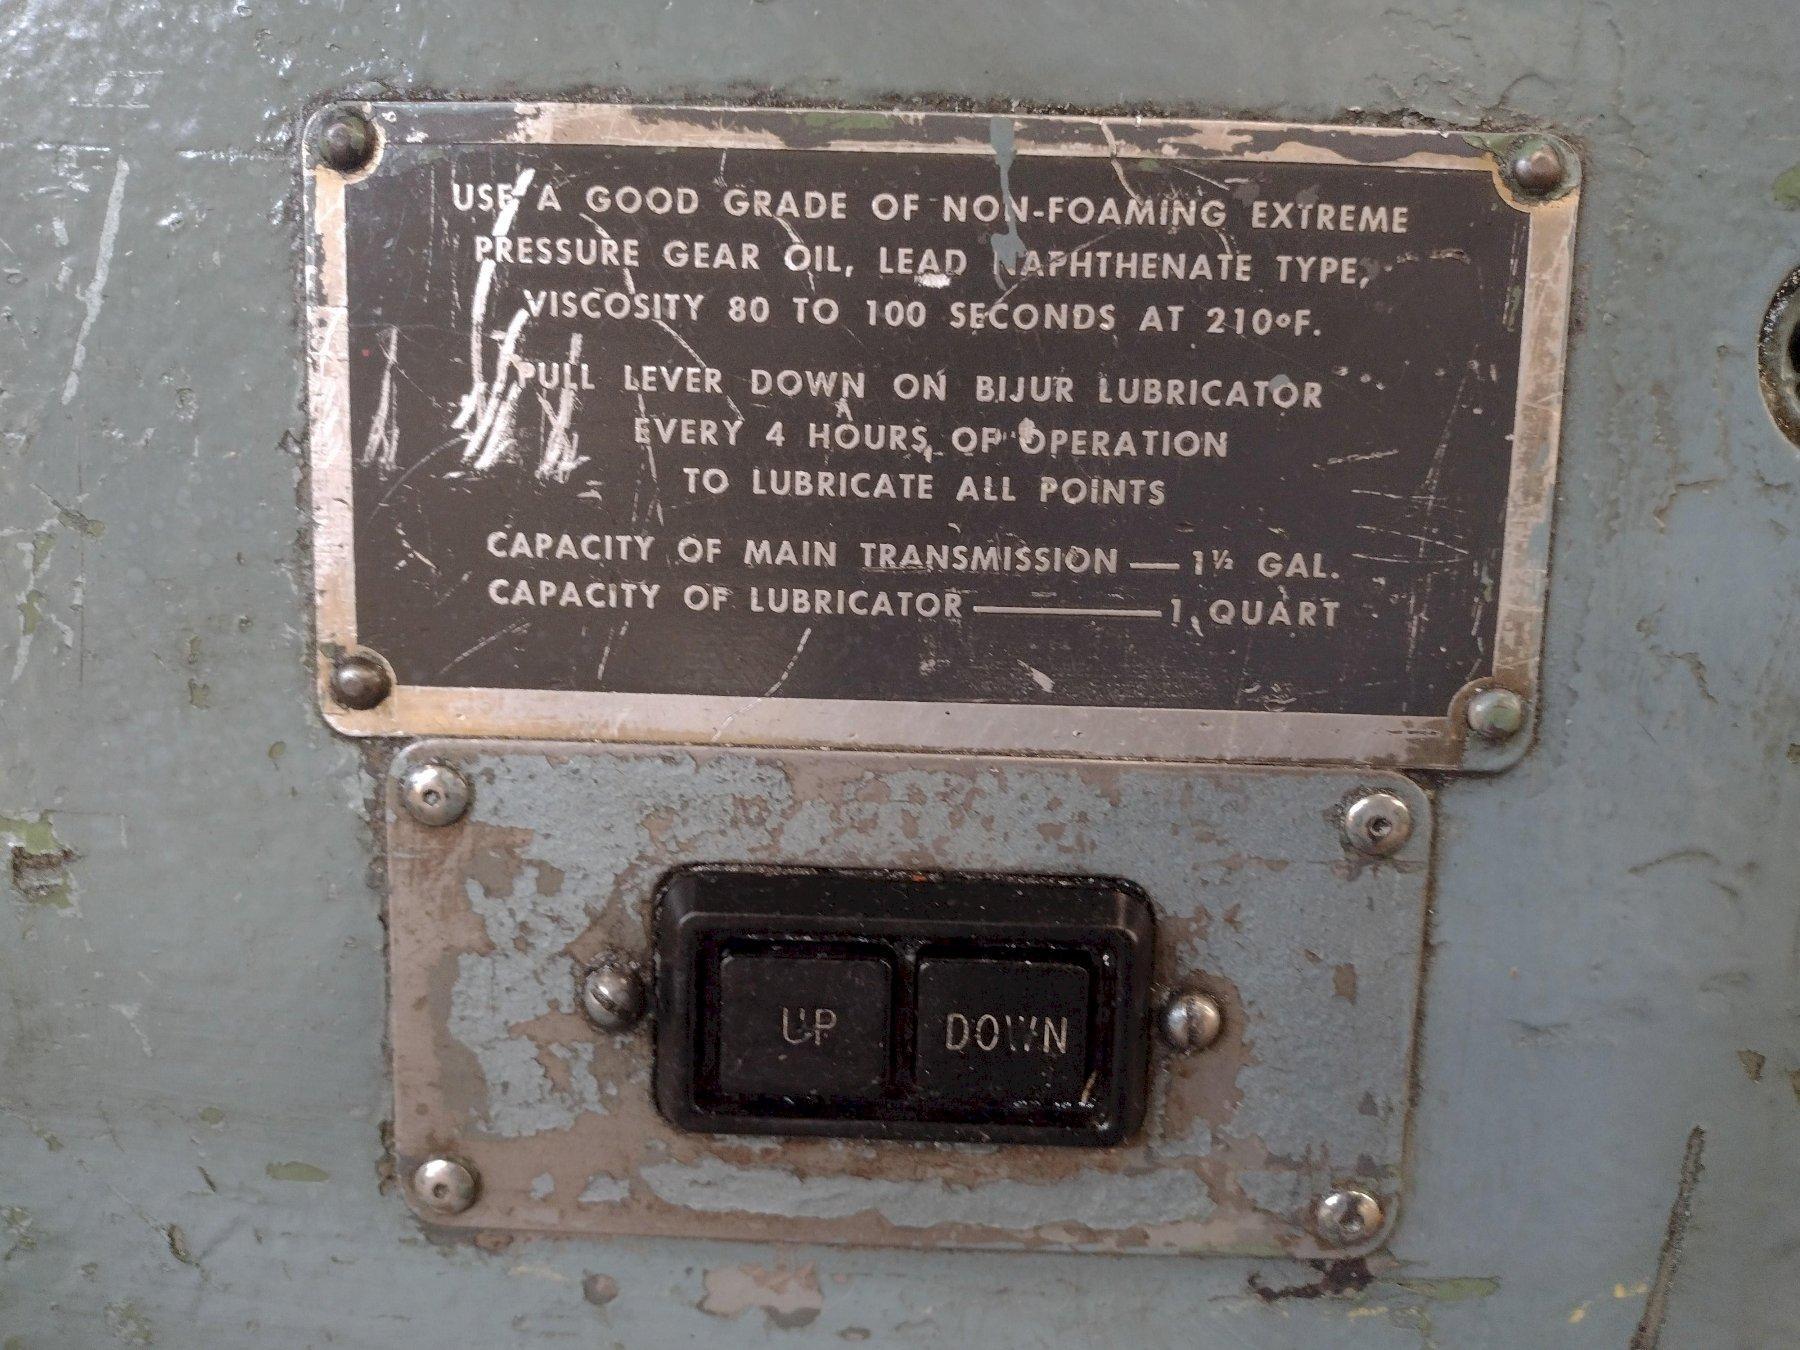 USE A GOOD GRADE OF NON-FOAMING EXTREME
PRESSURE GEAR OIL, LEAD NAPHTHENATE TYPE,
VISCOSITY 80 TO 100 SECONDS AT 210ºF.
PULL LEVER DOWN ON BIJUR LUBRICATOR
EVERY 4 HOURS OF OPERATION
TO LUBRICATE ALL POINTS
CAPACITY OF MAIN TRANSMISSION — 1½ GAL.
CAPACITY OF LUBRICATOR ——— 1 QUART
UP DOWN